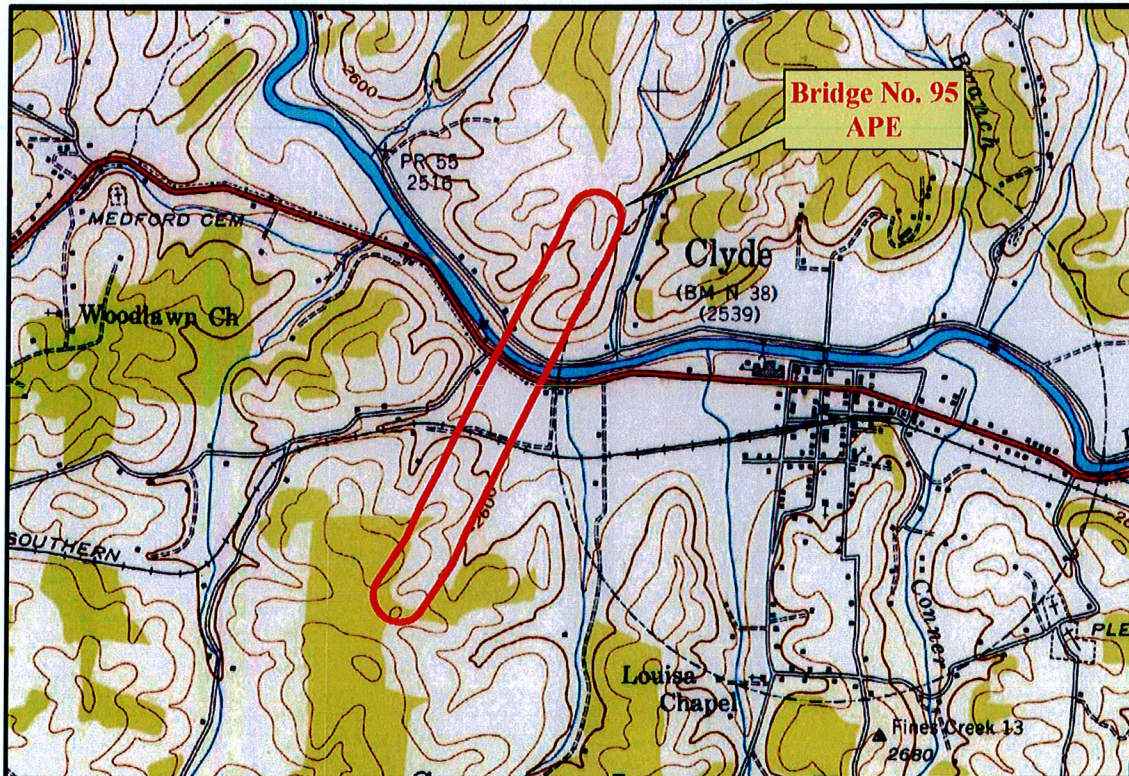 2600
Branch
Bridge No. 95
APE
PR 55
2516
MEDFORD CEM
Clyde
(BM N 38)
(2539)
Woodlawn Ch
2600
SOUTHERN
Conner
PLE
Louisa
Chapel
Fines Creek 13
2680